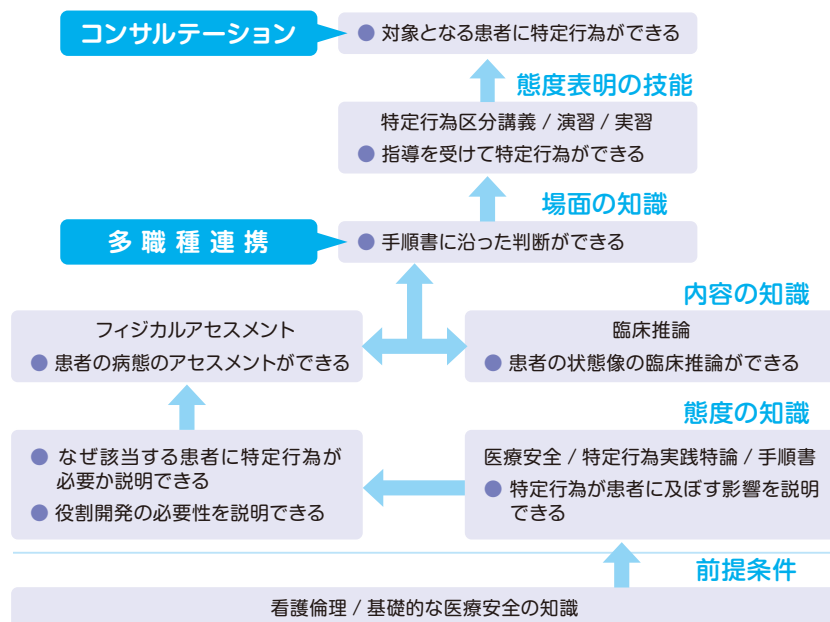 コンサルテーション
● 対象となる患者に特定行為ができる
態度表明の技能
特定行為区分講義 / 演習 / 実習
● 指導を受けて特定行為ができる
場面の知識
多職種連携
● 手順書に沿った判断ができる
内容の知識
フィジカルアセスメント
● 患者の病態のアセスメントができる
臨床推論
● 患者の状態像の臨床推論ができる
態度の知識
● なぜ該当する患者に特定行為が
必要か説明できる
● 役割開発の必要性を説明できる
医療安全 / 特定行為実践特論 / 手順書
● 特定行為が患者に及ぼす影響を説明
できる
前提条件
看護倫理 / 基礎的な医療安全の知識